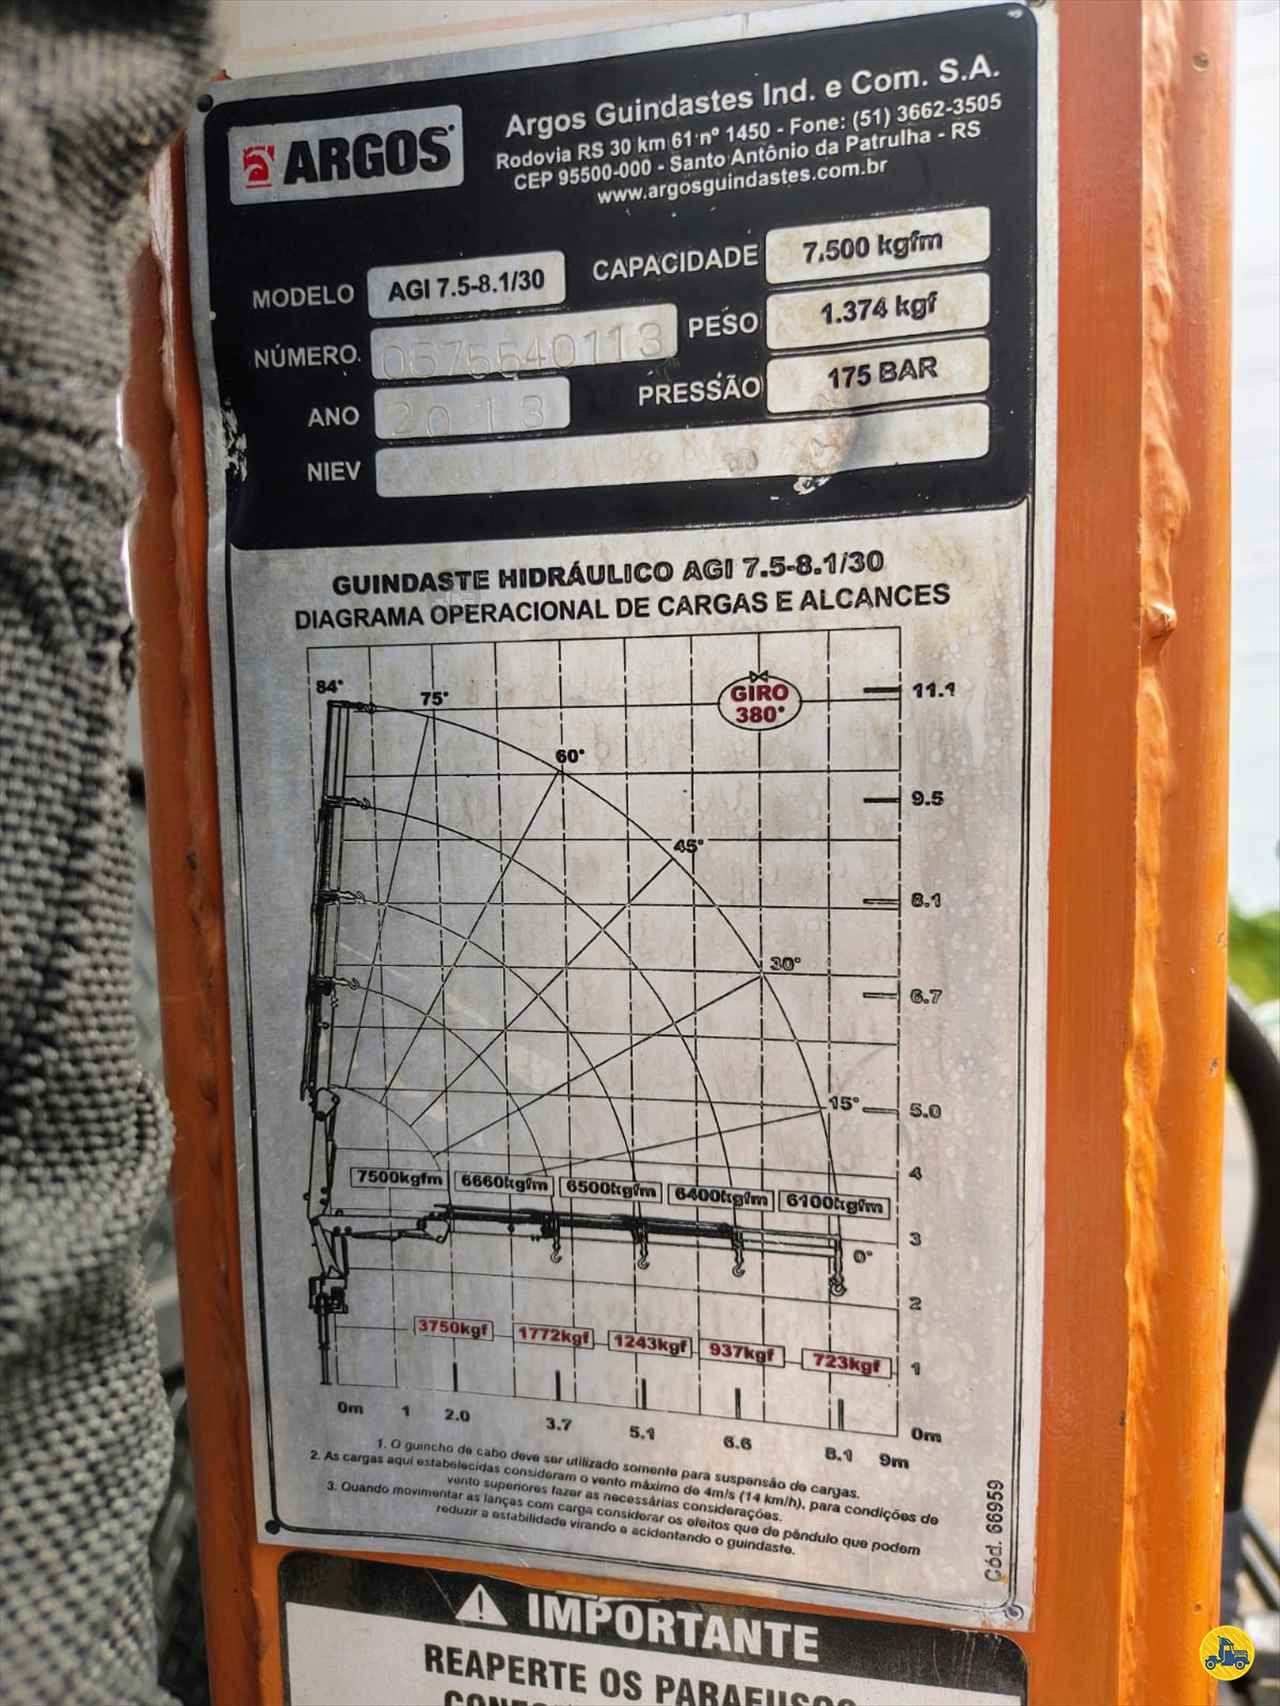 ARGOS
Argos Guindastes Ind. e Com. S.A.
Rodovia RS 30 km 61 nº 1450 - Fone: (51) 3662-3505
CEP 95500-000 - Santo Antônio da Patrulha - RS
www.argosguindastes.com.br
MODELO AGI 7.5-8.1/30
CAPACIDADE 7.500 kgfm
NÚMERO. 0575540113
PESO 1.374 kgf
ANO 2013
PRESSÃO 175 BAR
NIEV
GUINDASTE HIDRÁULICO AGI 7.5-8.1/30
DIAGRAMA OPERACIONAL DE CARGAS E ALCANCES
84°
75°
60°
45°
30°
15°
0°
GIRO
380°
11.1
9.5
8.1
6.7
5.0
4
3
2
1
0m
7500kgfm 6660kgfm 6500kgfm 6400kgfm 6100kgfm
3750kgf 1772kgf 1243kgf 937kgf 723kgf
0m 1 2.0 3.7 5.1 6.6 8.1 9m
1. O guincho de cabo deve ser utilizado somente para suspensão de cargas.
2. As cargas aqui estabelecidas consideram o vento máximo de 4m/s (14 km/h), para condições de
vento superiores fazer as necessárias considerações.
3. Quando movimentar as lanças com carga considerar os efeitos que de pêndulo que podem
reduzir a estabilidade virando e acidentando o guindaste.
Cód. 66959
IMPORTANTE
REAPERTE OS PARAFUSOS